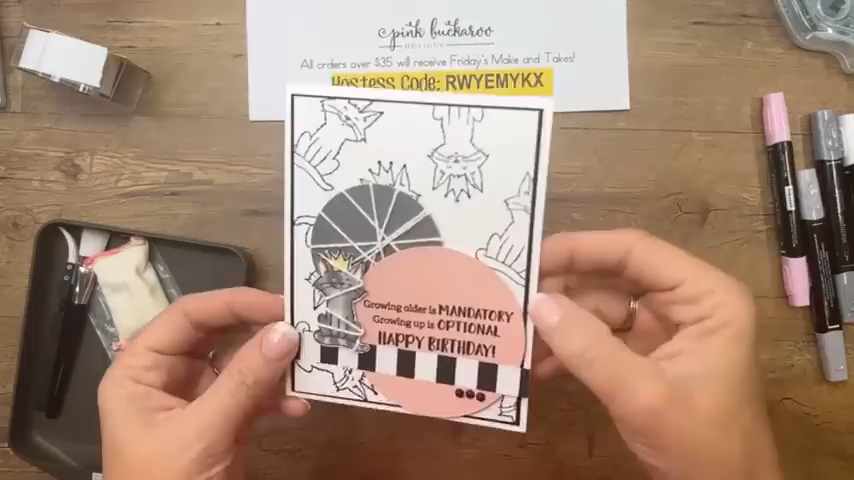 pink buckaroo
DESIGNS
All orders over $35 will receive Friday's Make and Takes!
Hostess Code: RWYEMYKX
Growing older is MANDATORY
Growing up is OPTIONAL
HAPPY BIRTHDAY!